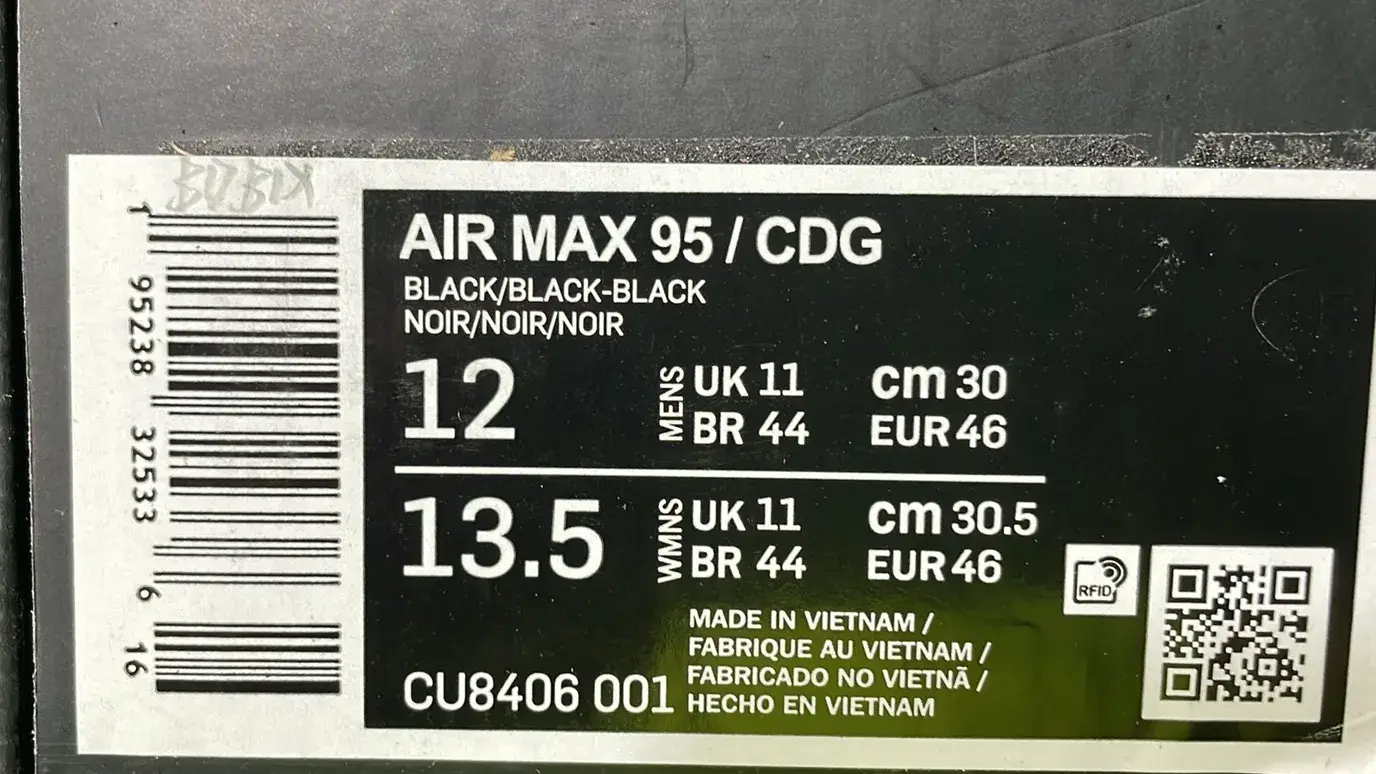 1 95238 32533 6 16
AIR MAX 95 / CDG
BLACK/BLACK-BLACK
NOIR/NOIR/NOIR
12 MENS UK 11 cm 30
BR 44 EUR 46
13.5 WMNS UK 11 cm 30.5
BR 44 EUR 46
RFID
MADE IN VIETNAM /
FABRIQUE AU VIETNAM /
FABRICADO NO VIETNÃ /
HECHO EN VIETNAM
CU8406 001